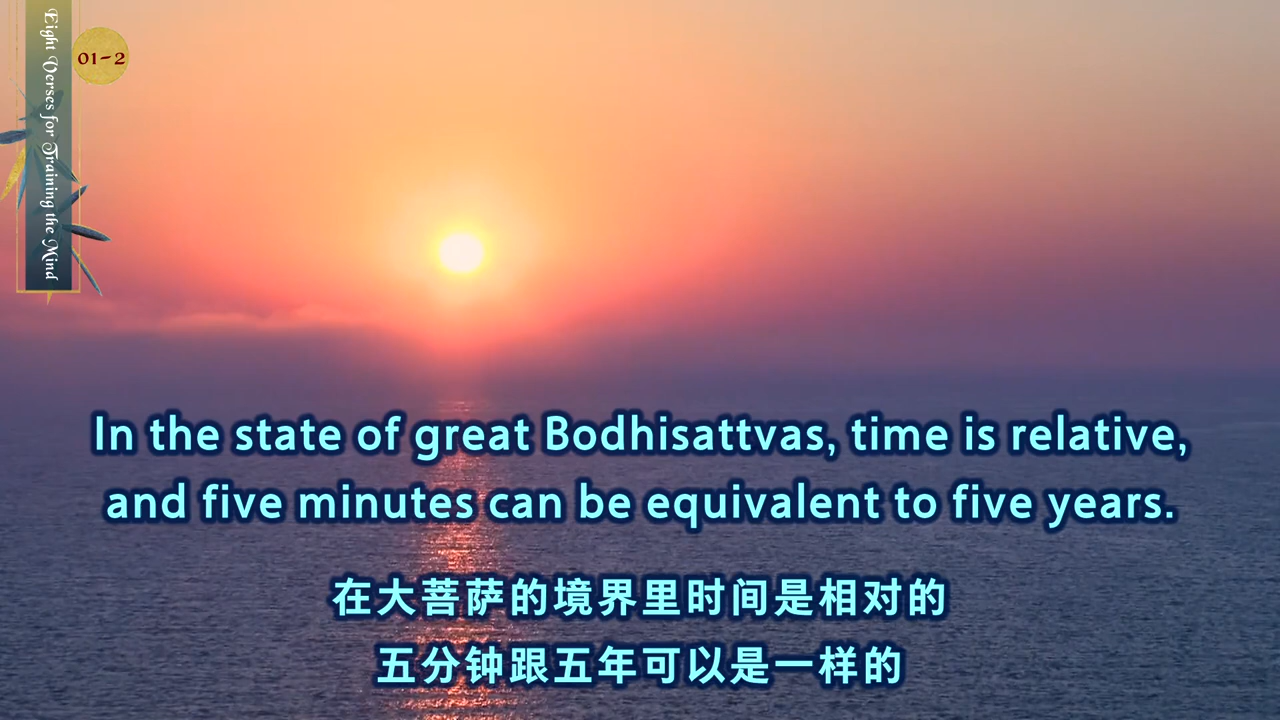 Eight Verses for Training the Mind
01-2
In the state of great Bodhisattvas, time is relative,
and five minutes can be equivalent to five years.
在大菩萨的境界里时间是相对的
五分钟跟五年可以是一样的